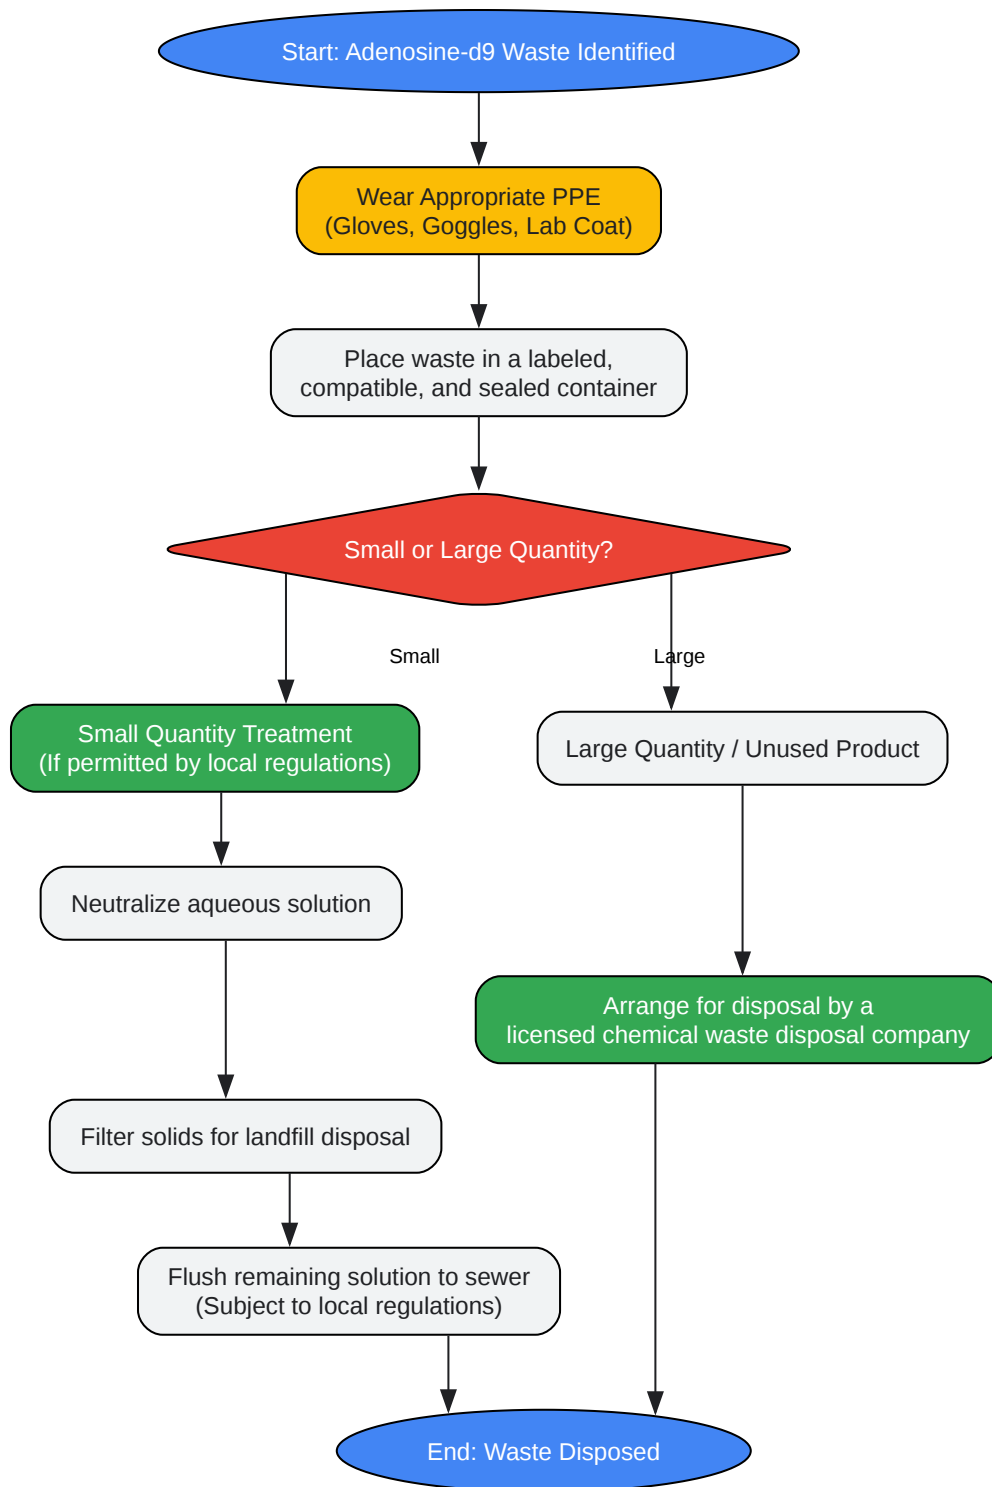 Start: Adenosine-d9 Waste Identified
Wear Appropriate PPE
(Gloves, Goggles, Lab Coat)
Place waste in a labeled,
compatible, and sealed container
Small or Large Quantity?
Small
Large
Small Quantity Treatment
(If permitted by local regulations)
Large Quantity / Unused Product
Neutralize aqueous solution
Arrange for disposal by a
licensed chemical waste disposal company
Filter solids for landfill disposal
Flush remaining solution to sewer
(Subject to local regulations)
End: Waste Disposed